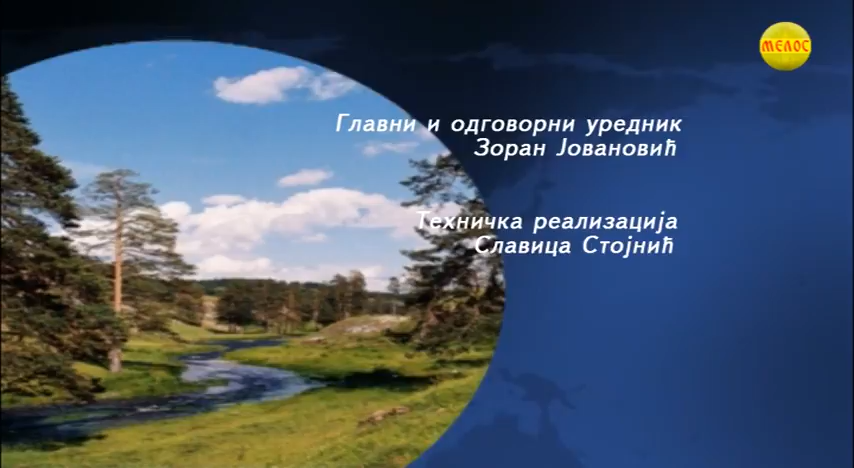 МЕЛОС
Главни и одговорни уредник
Зоран Јовановић
Техничка реализација
Славица Стојнић